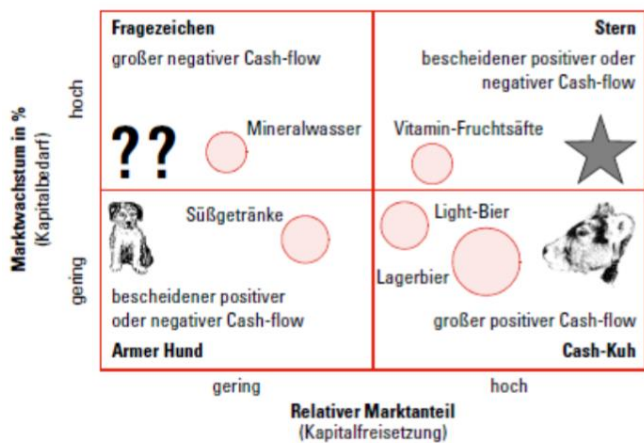 Fragezeichen
großer negativer Cash-flow
??
Mineralwasser
Stern
bescheidener positiver oder
negativer Cash-flow
Vitamin-Fruchtsäfte
Süßgetränke
bescheidener positiver
oder negativer Cash-flow
Armer Hund
Light-Bier
Lagerbier
großer positiver Cash-flow
Cash-Kuh
Marktwachstum in %
(Kapitalbedarf)
hoch
gering
gering
hoch
Relativer Marktanteil
(Kapitalfreisetzung)